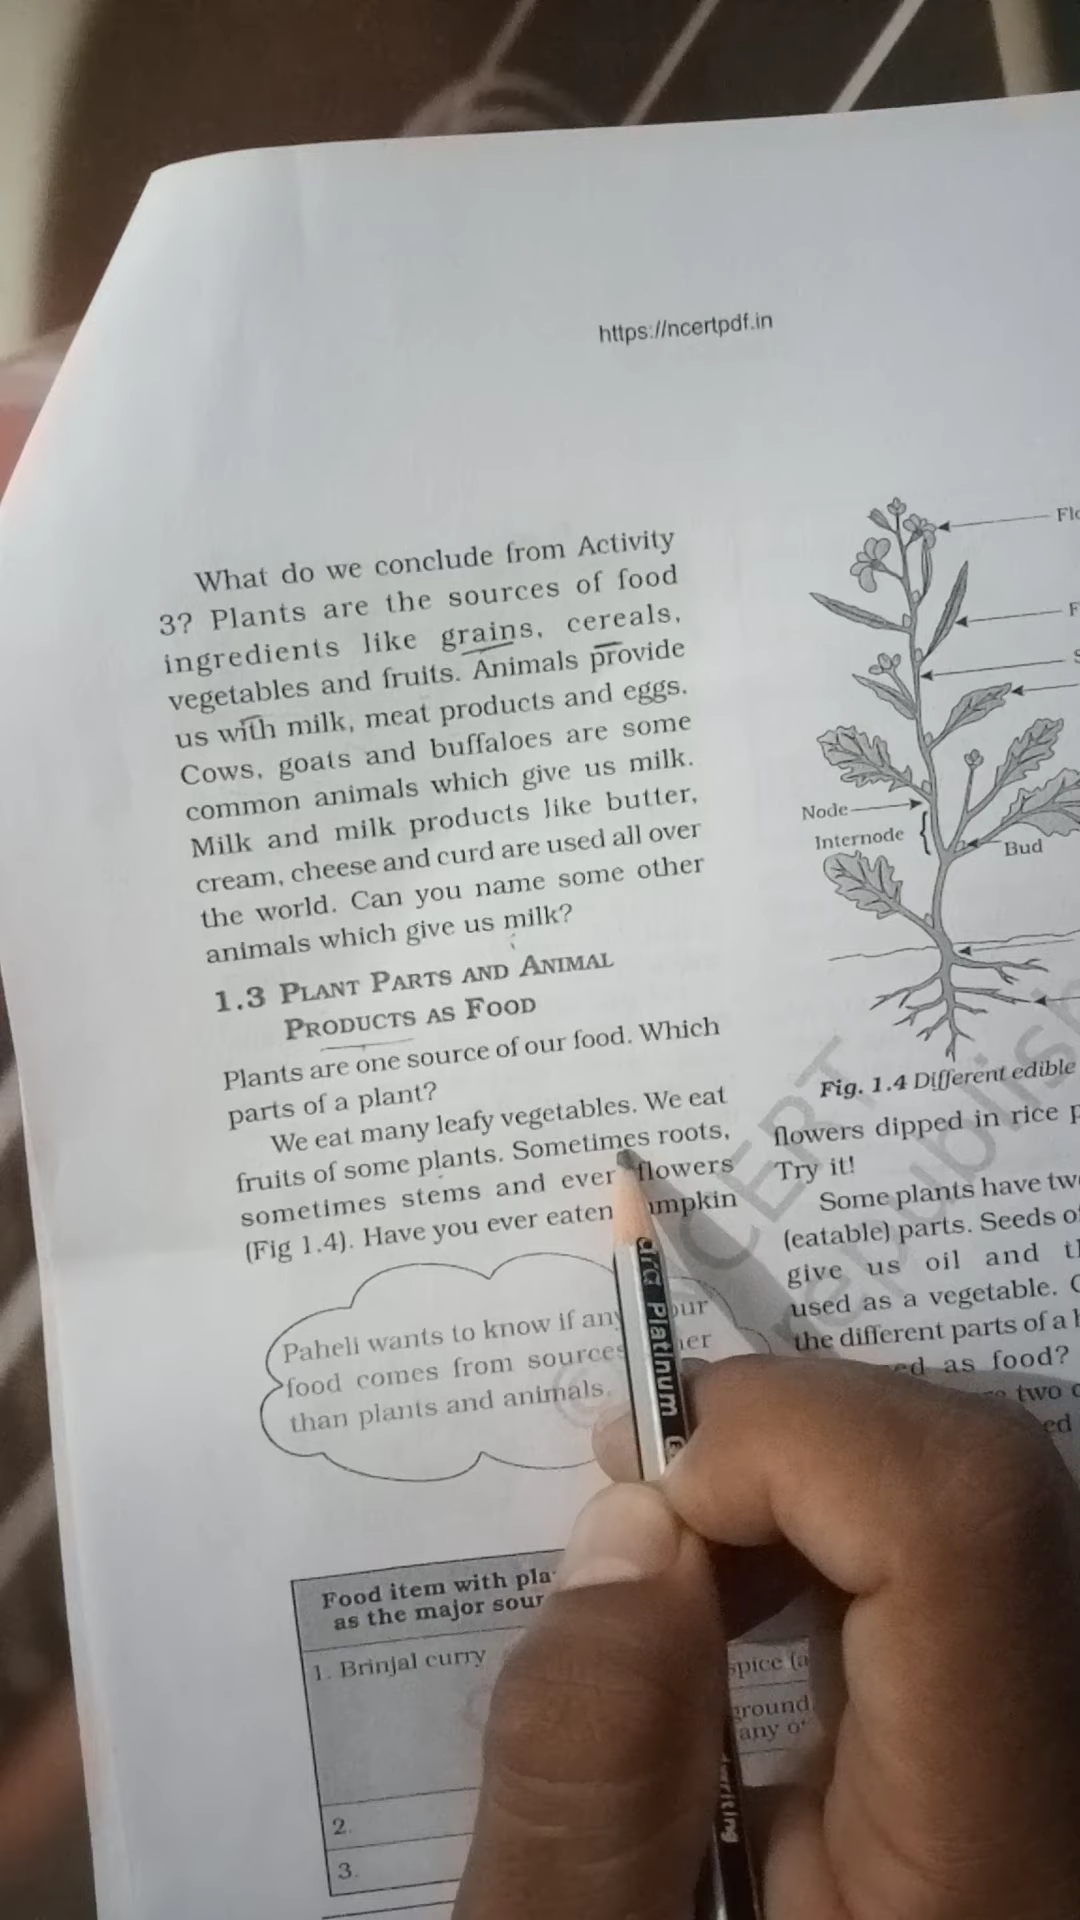 https://ncertpdf.in
What do we conclude from Activity
3? Plants are the sources of food
ingredients like grains, cereals,
vegetables and fruits. Animals provide
us with milk, meat products and eggs.
Cows, goats and buffaloes are some
common animals which give us milk.
Milk and milk products like butter,
cream, cheese and curd are used all over
the world. Can you name some other
animals which give us milk?
1.3 PLANT PARTS AND ANIMAL
PRODUCTS AS FOOD
Plants are one source of our food. Which
parts of a plant?
We eat many leafy vegetables. We eat
fruits of some plants. Sometimes roots,
sometimes stems and even flowers
(Fig 1.4). Have you ever eaten pumpkin
Paheli wants to know if any our
food comes from sources
than plants and animals.
Food item with
as the major
1. Brinjal curry
2.
3.
spice
ground
any
Node
Internode
Bud
Fig. 1.4 Different edible
flowers dipped in rice
Try it!
Some plants have
(eatable) parts. Seeds
give us oil and
used as a vegetable.
the different parts of a
as food?
two
Platinum